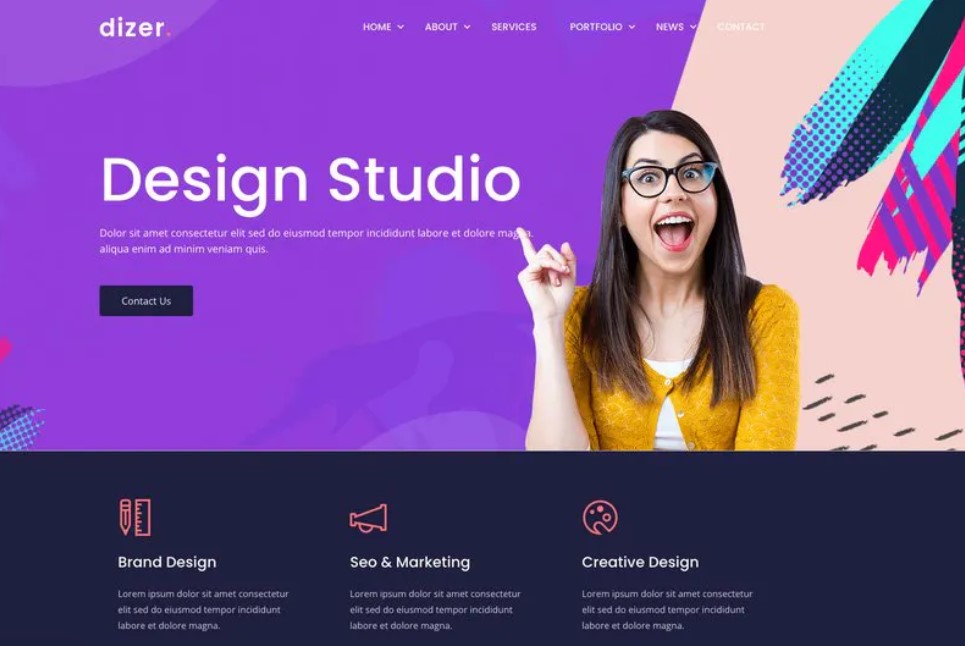 dizer.
HOME ABOUT SERVICES PORTFOLIO NEWS CONTACT
Design Studio
Dolor sit amet consectetur elit sed do eiusmod tempor incididunt labore et dolore magna.
aliqua enim ad minim veniam quis.
Contact Us
Brand Design
Lorem ipsum dolor sit amet consectetur
elit sed do eiusmod tempor incididunt
labore et dolore magna.
Seo & Marketing
Lorem ipsum dolor sit amet consectetur
elit sed do eiusmod tempor incididunt
labore et dolore magna.
Creative Design
Lorem ipsum dolor sit amet consectetur
elit sed do eiusmod tempor incididunt
labore et dolore magna.